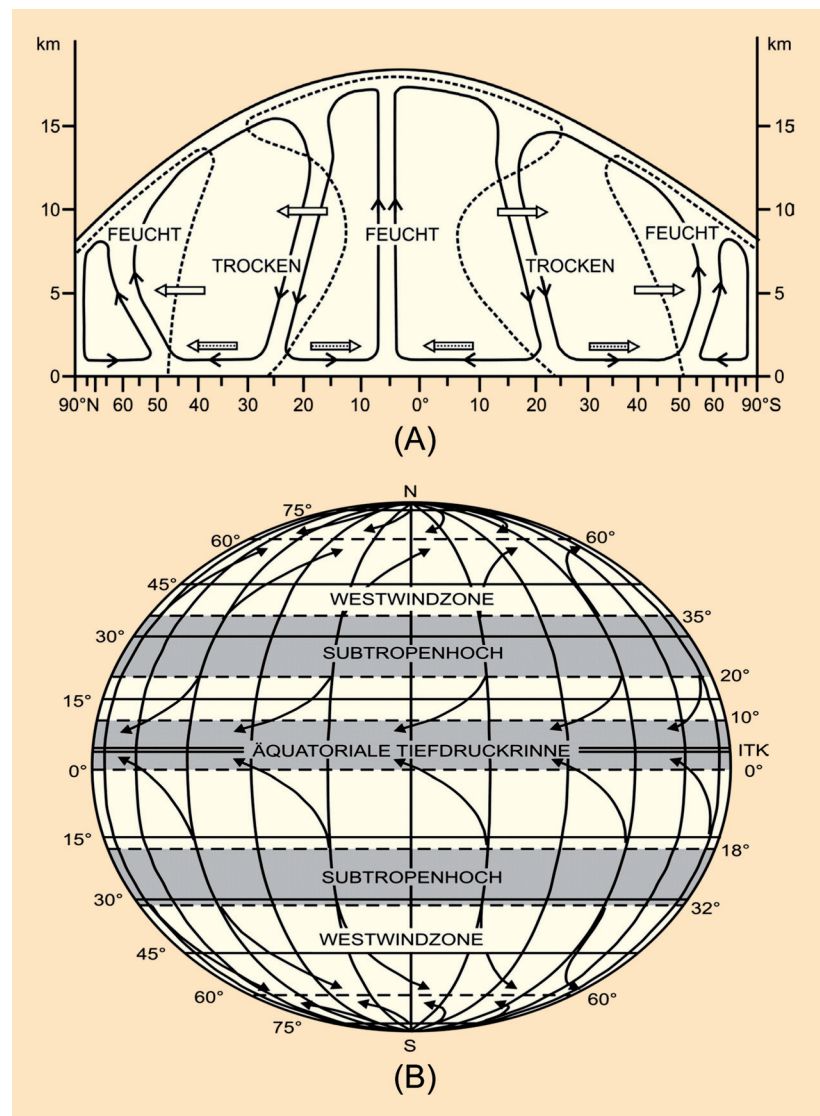 km km
15 15
10 10
FEUCHT FEUCHT FEUCHT
TROCKEN TROCKEN
5 5
0 0
90°N 60 50 40 30 20 10 0° 10 20 30 40 50 60 90°S
(A)
N
75°
60° 60°
45°
WESTWINDZONE
35°
30°
SUBTROPENHOCH
20°
15°
10°
ÄQUATORIALE TIEFDRUCKRINNE ITK
0° 0°
15°
18°
SUBTROPENHOCH
30°
32°
WESTWINDZONE
45°
60° 60°
75°
S
(B)